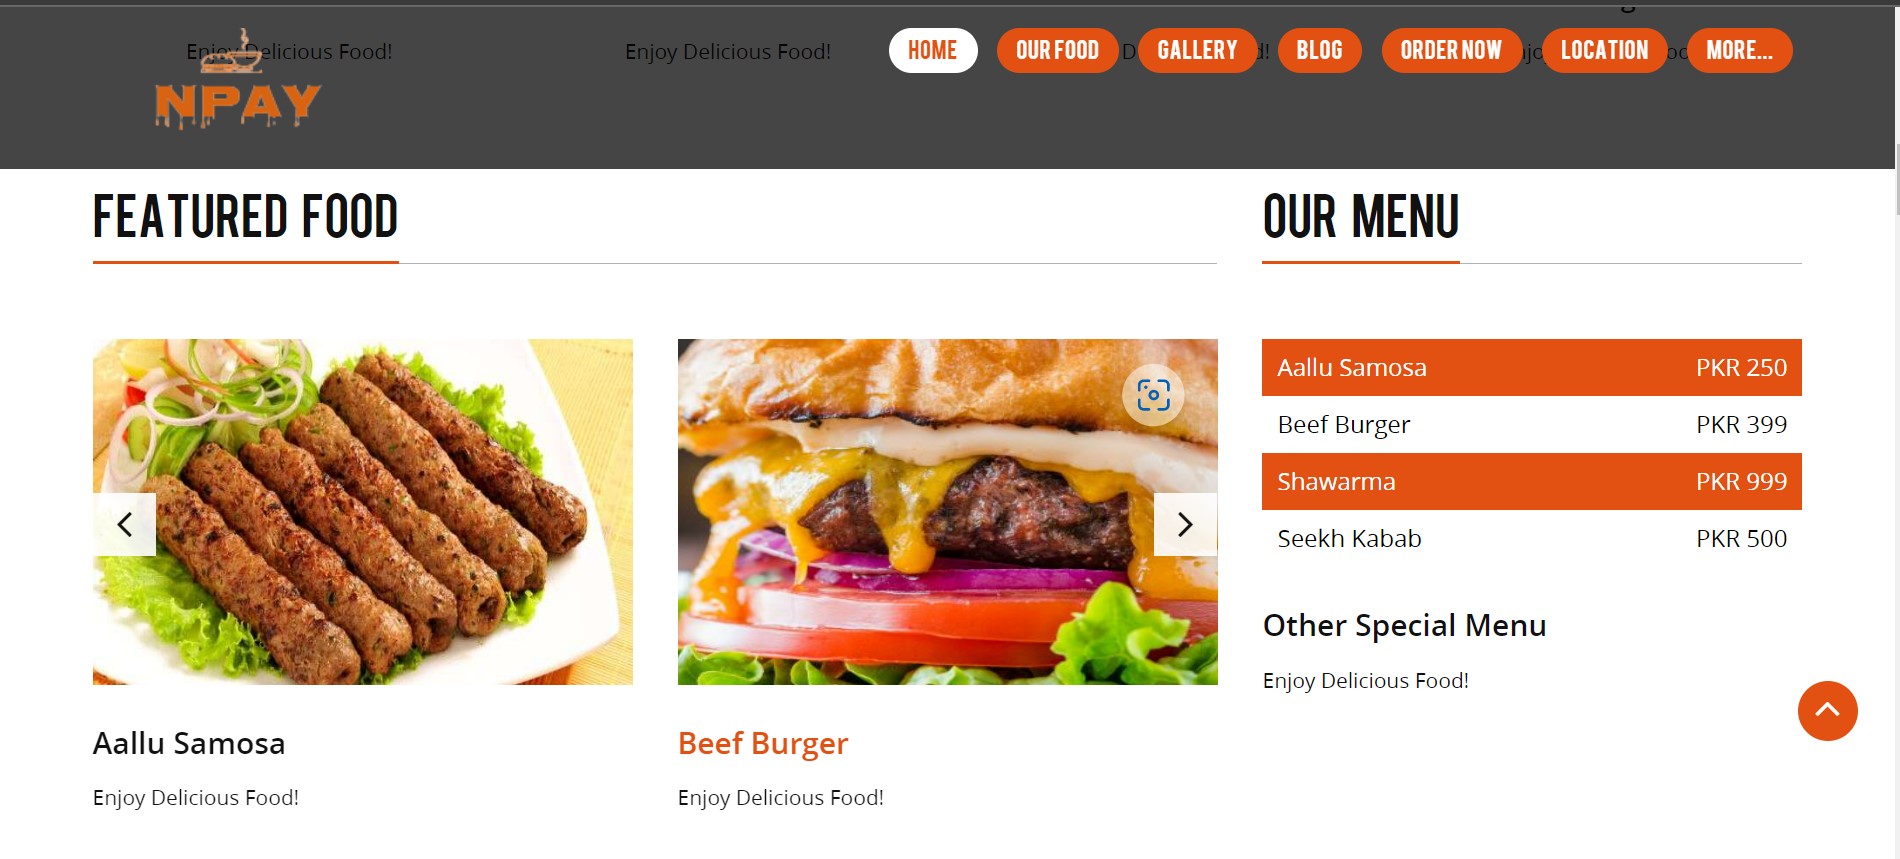 Enjoy Delicious Food!
Enjoy Delicious Food!
HOME
OUR FOOD
GALLERY
BLOG
ORDER NOW
LOCATION
MORE...
NPAY
FEATURED FOOD
OUR MENU
Aallu Samosa PKR 250
Beef Burger PKR 399
Shawarma PKR 999
Seekh Kabab PKR 500
Other Special Menu
Enjoy Delicious Food!
Aallu Samosa
Enjoy Delicious Food!
Beef Burger
Enjoy Delicious Food!